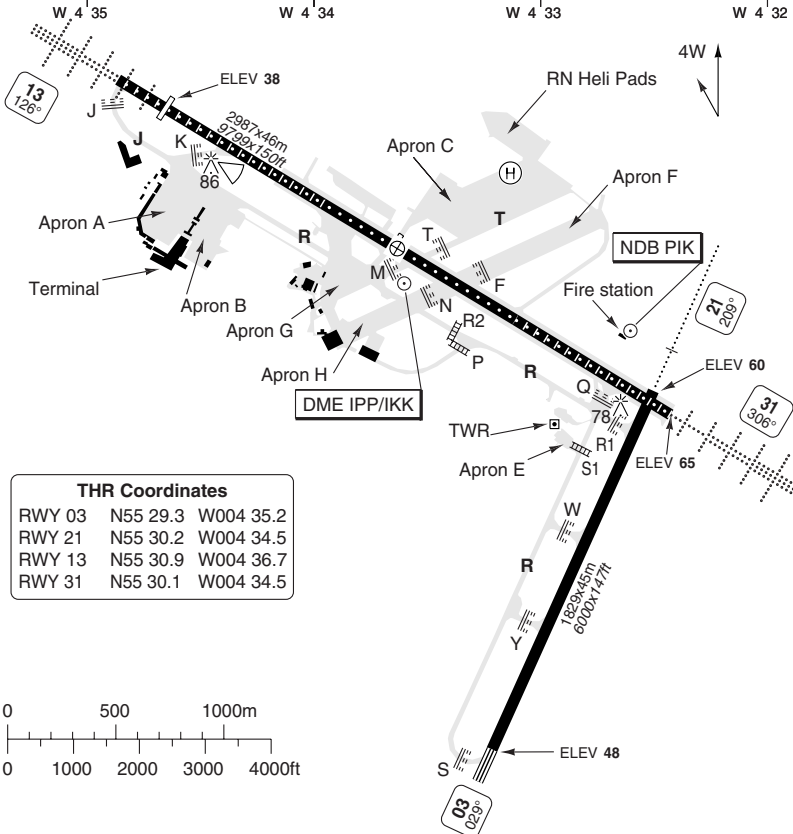 W 4 35
W 4 34
W 4 33
W 4 32
4W
13
126°
ELEV 38
RN Heli Pads
J
J
K
2987x46m
9799x150ft
86
Apron C
H
Apron F
Apron A
T
T
R
NDB PIK
M
F
Terminal
Apron B
N
Fire station
21
209°
Apron G
R2
P
R
ELEV 60
Apron H
DME IPP/IKK
Q
78
31
306°
TWR
R1
ELEV 65
Apron E
S1
THR Coordinates
RWY 03 N55 29.3 W004 35.2
RWY 21 N55 30.2 W004 34.5
RWY 13 N55 30.9 W004 36.7
RWY 31 N55 30.1 W004 34.5
W
R
1829x45m
6000x147ft
Y
0 500 1000m
0 1000 2000 3000 4000ft
S
ELEV 48
03
029°